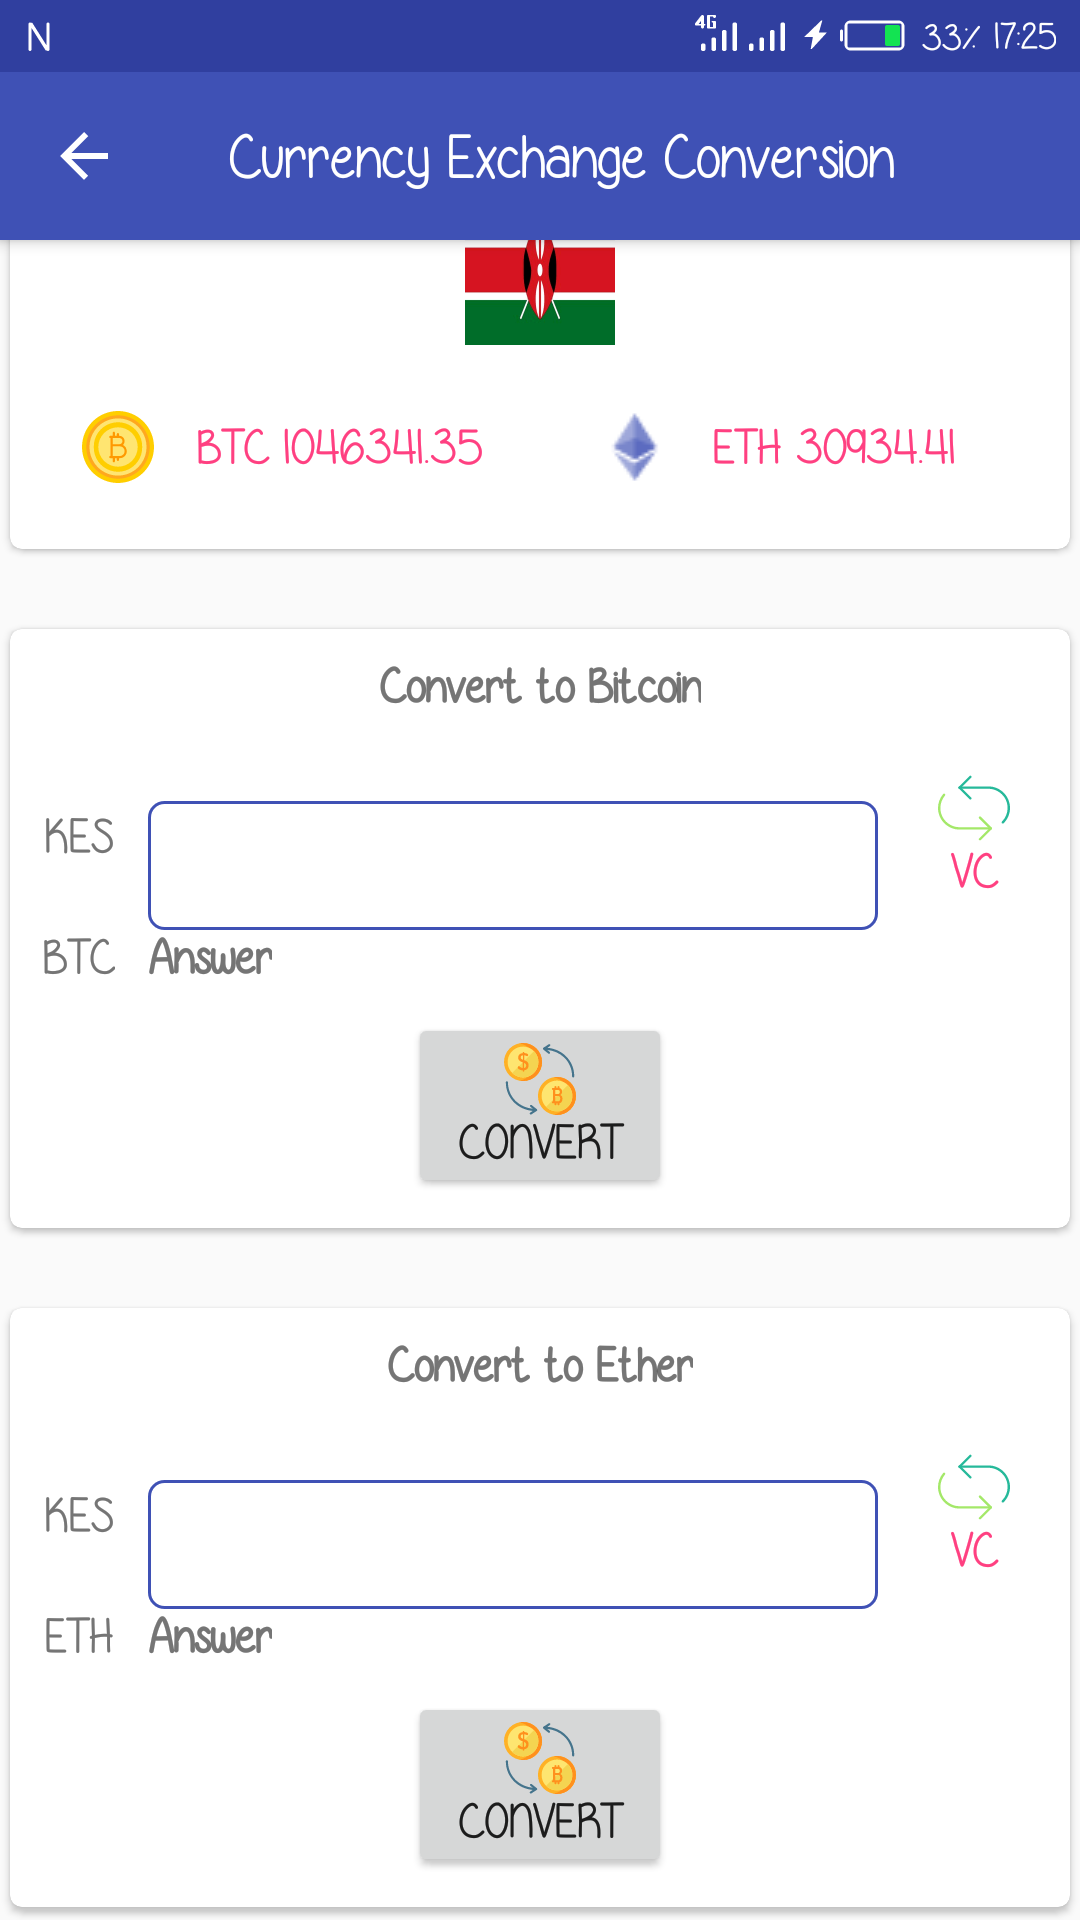 N 4G 33% 17:25
Currency Exchange Conversion
BTC 1046341.35 ETH 30934.41
Convert to Bitcoin
KES
VC
BTC Answer
CONVERT
Convert to Ether
KES
VC
ETH Answer
CONVERT